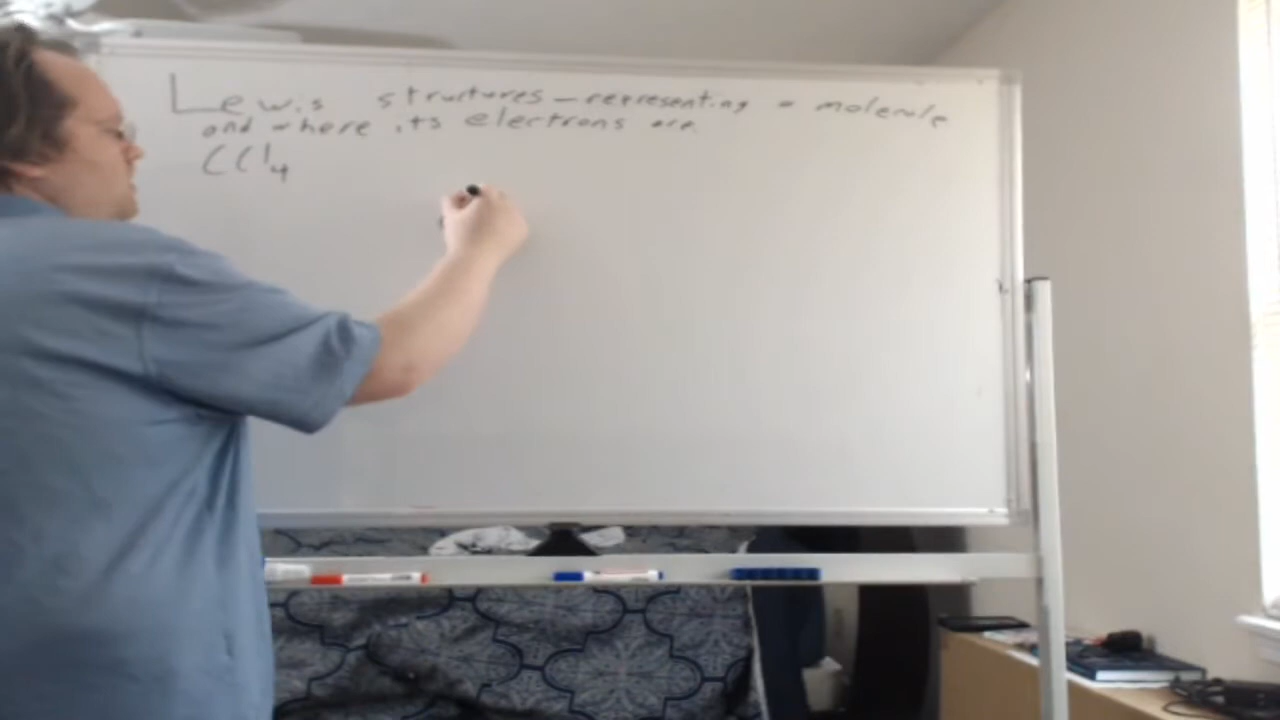 Lewis structures - representing a molecule
and where its electrons are.
CCl4